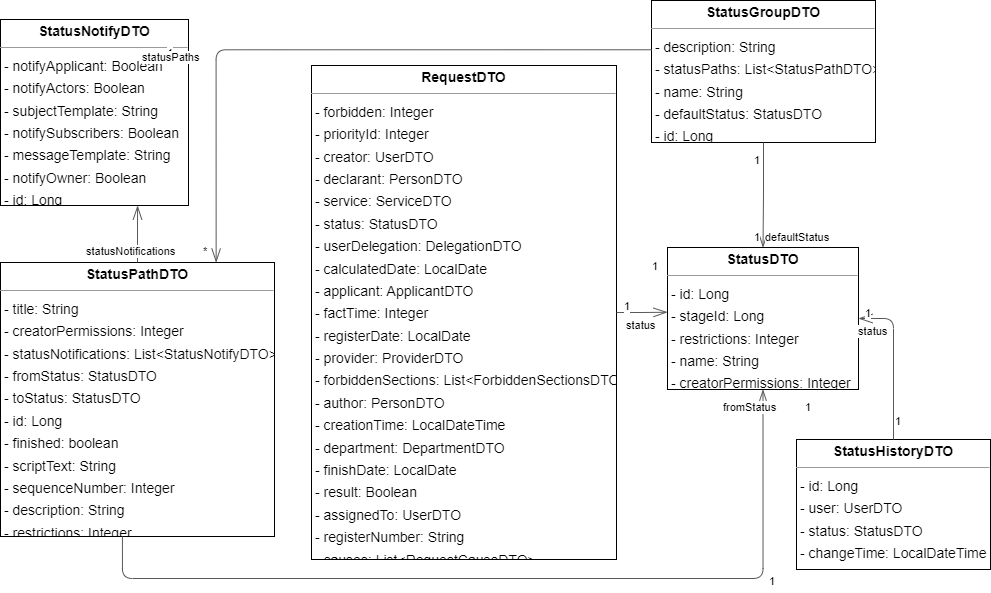 StatusNotifyDTO
- notifyApplicant: Boolean
- notifyActors: Boolean
- subjectTemplate: String
- notifySubscribers: Boolean
- messageTemplate: String
- notifyOwner: Boolean
- id: Long
statusPaths
RequestDTO
- forbidden: Integer
- priorityId: Integer
- creator: UserDTO
- declarant: PersonDTO
- service: ServiceDTO
- status: StatusDTO
- userDelegation: DelegationDTO
- calculatedDate: LocalDate
- applicant: ApplicantDTO
- factTime: Integer
- registerDate: LocalDate
- provider: ProviderDTO
- forbiddenSections: List<ForbiddenSectionsDTO
- author: PersonDTO
- creationTime: LocalDateTime
- department: DepartmentDTO
- finishDate: LocalDate
- result: Boolean
- assignedTo: UserDTO
- registerNumber: String
- causes: List<RequestCauseDTO>
StatusGroupDTO
- description: String
- statusPaths: List<StatusPathDTO>
- name: String
- defaultStatus: StatusDTO
- id: Long
1
1
defaultStatus
statusNotifications
*
StatusPathDTO
- title: String
- creatorPermissions: Integer
- statusNotifications: List<StatusNotifyDTO>
- fromStatus: StatusDTO
- toStatus: StatusDTO
- id: Long
- finished: boolean
- scriptText: String
- sequenceNumber: Integer
- description: String
- restrictions: Integer
1
1
status
StatusDTO
- id: Long
- stageId: Long
- restrictions: Integer
- name: String
- creatorPermissions: Integer
1
status
fromStatus
1
1
StatusHistoryDTO
- id: Long
- user: UserDTO
- status: StatusDTO
- changeTime: LocalDateTime
1